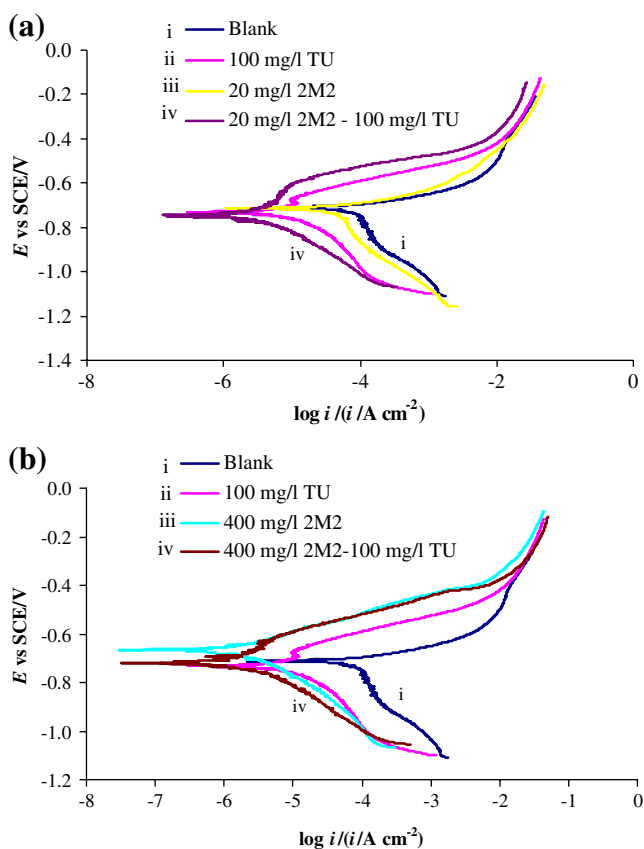 (a)
i Blank
ii 100 mg/l TU
iii 20 mg/l 2M2
iv 20 mg/l 2M2 - 100 mg/l TU
0.0
-0.2
-0.4
-0.6
-0.8
-1.0
-1.2
-1.4
E vs SCE/V
i
iv
-8 -6 -4 -2 0
log i /(i /A cm-2)
(b)
i Blank
ii 100 mg/l TU
iii 400 mg/l 2M2
iv 400 mg/l 2M2-100 mg/l TU
0.0
-0.2
-0.4
-0.6
-0.8
-1.0
-1.2
E vs SCE/V
i
iv
-8 -7 -6 -5 -4 -3 -2 -1 0
log i /(i /A cm-2)